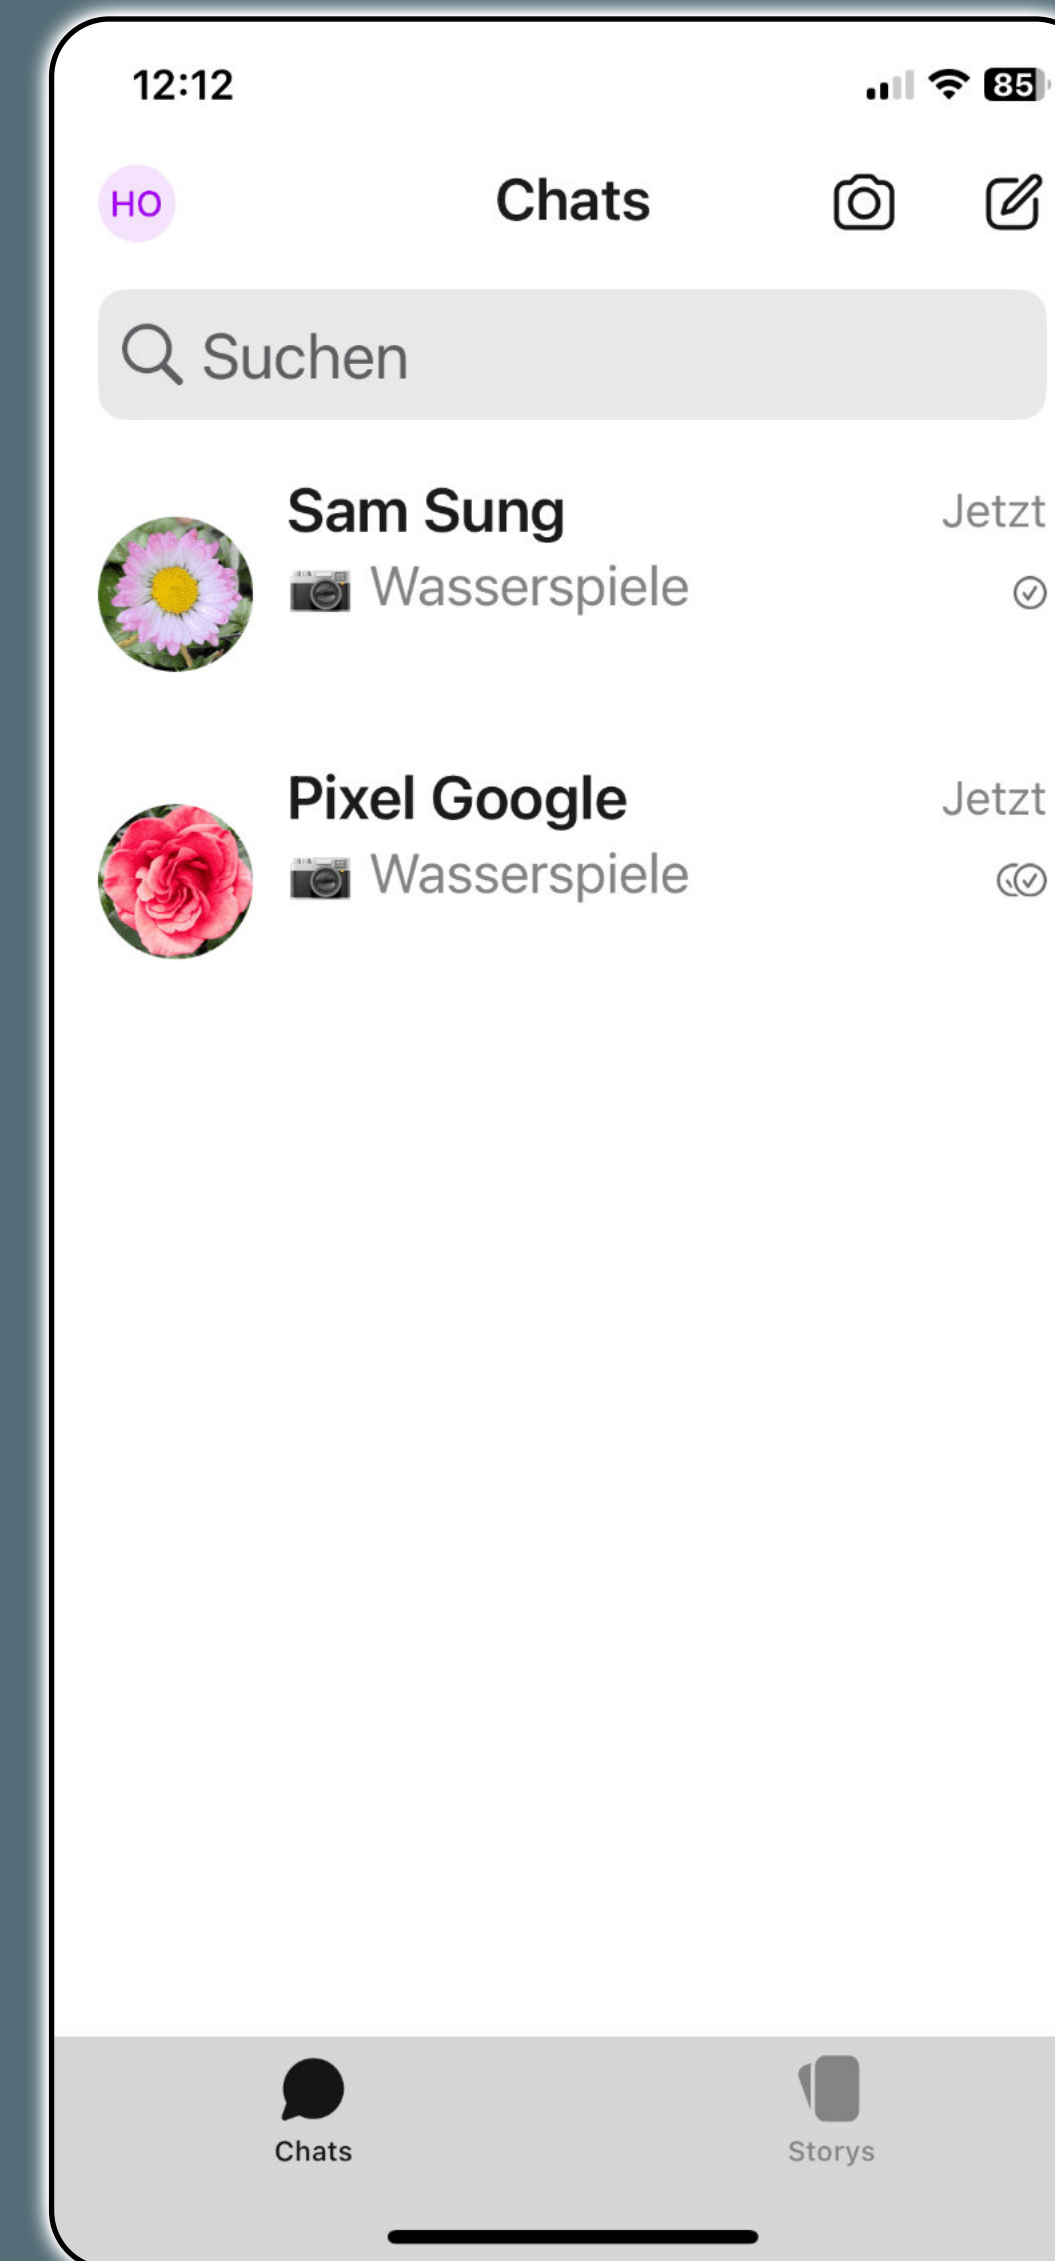 12:12
85
HO
Chats
Suchen
Sam Sung
Jetzt
📷 Wasserspiele
Pixel Google
Jetzt
📷 Wasserspiele
Chats
Storys